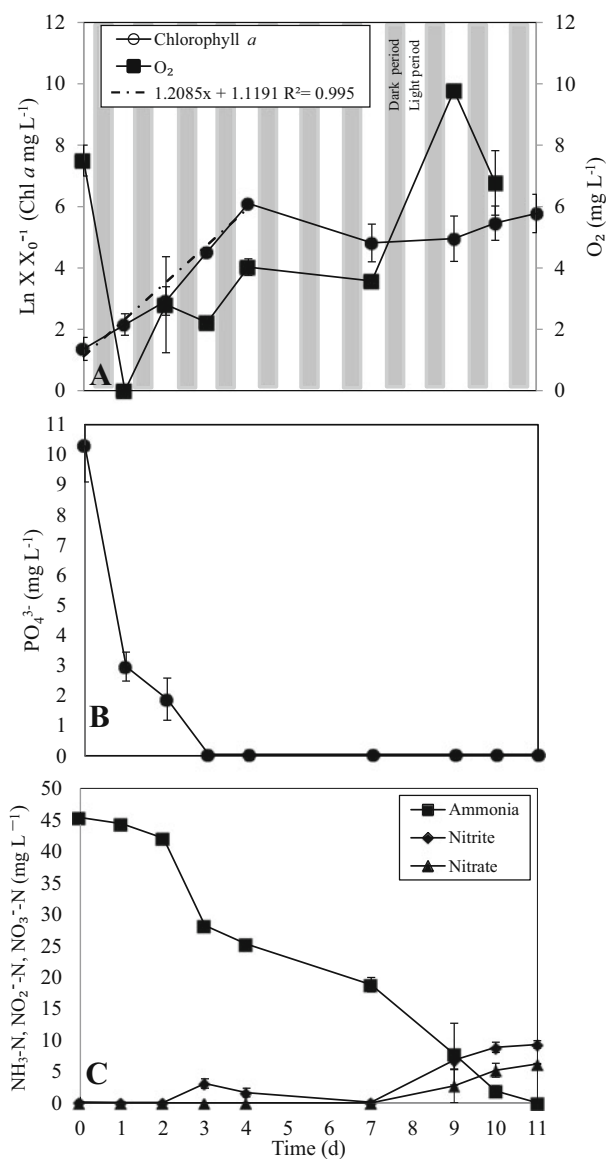 12
10
8
6
4
2
0
Ln X X₀⁻¹ (Chl a mg L⁻¹)
Chlorophyll a
O₂
1.2085x + 1.1191 R²= 0.995
Dark period
Light period
A
12
10
8
6
4
2
0
O₂ (mg L⁻¹)
11
10
9
8
7
6
5
4
3
2
1
0
PO₄³⁻ (mg L⁻¹)
B
50
45
40
35
30
25
20
15
10
5
0
NH₃-N, NO₂⁻-N, NO₃⁻-N (mg L⁻¹)
Ammonia
Nitrite
Nitrate
C
0 1 2 3 4 5 6 7 8 9 10 11
Time (d)